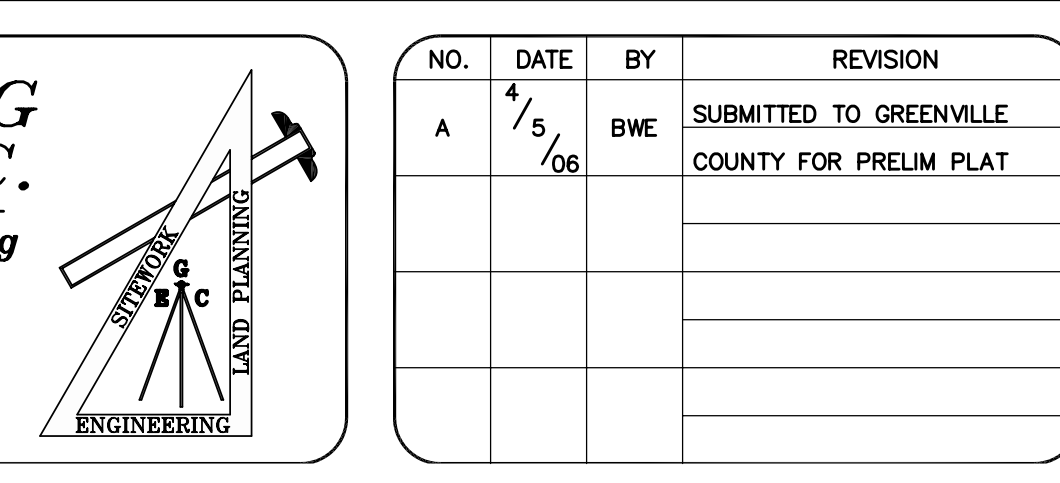 G
.
g
SITEWORK
LAND PLANNING
ENGINEERING
G
E C
NO. DATE BY REVISION
A 4/5/06 BWE SUBMITTED TO GREENVILLE
COUNTY FOR PRELIM PLAT